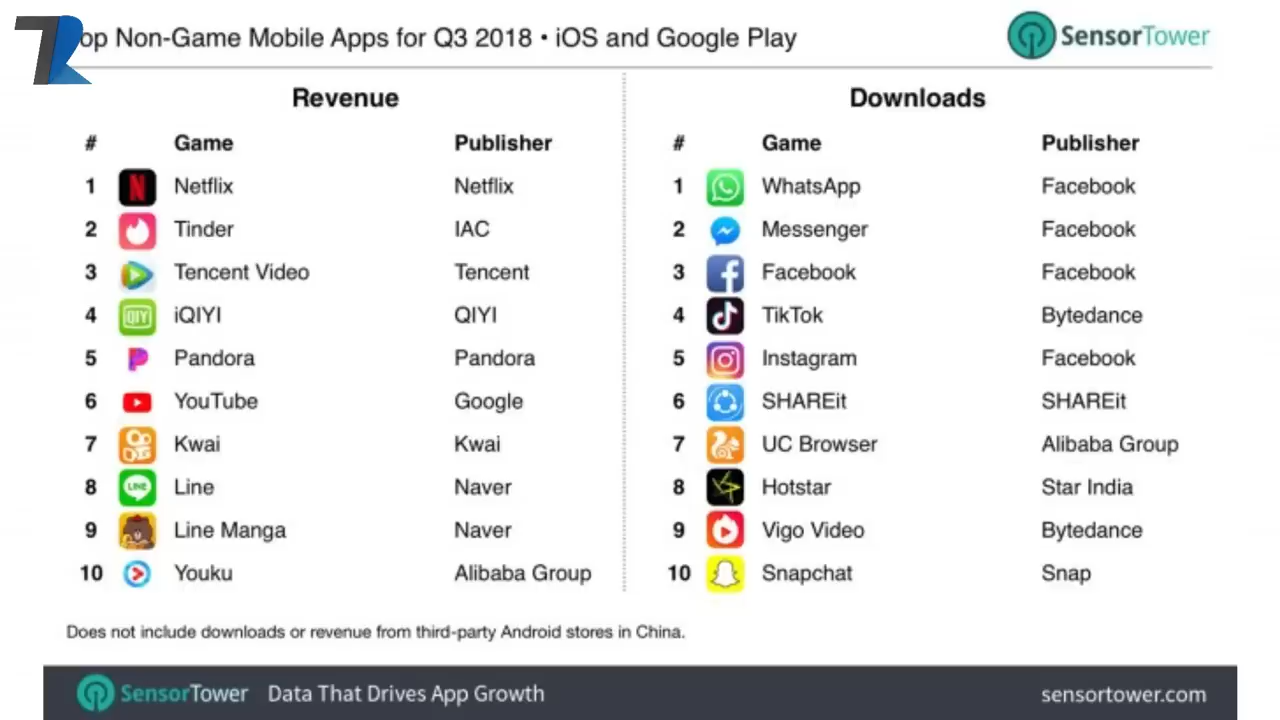 op Non-Game Mobile Apps for Q3 2018 • iOS and Google Play
SensorTower
Revenue
# Game Publisher
1 Netflix Netflix
2 Tinder IAC
3 Tencent Video Tencent
4 QIY iQIYI QIYI
5 Pandora Pandora
6 YouTube Google
7 Kwai Kwai
8 LINE Line Naver
9 Line Manga Naver
10 Youku Alibaba Group
Downloads
# Game Publisher
1 WhatsApp Facebook
2 Messenger Facebook
3 Facebook Facebook
4 TikTok Bytedance
5 Instagram Facebook
6 SHAREit SHAREit
7 UC Browser Alibaba Group
8 Hotstar Star India
9 Vigo Video Bytedance
10 Snapchat Snap
Does not include downloads or revenue from third-party Android stores in China.
SensorTower Data That Drives App Growth
sensortower.com